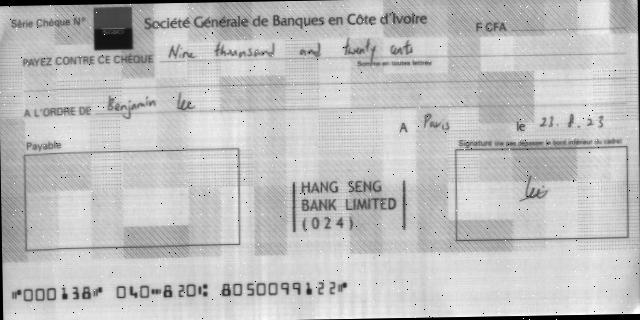 Série Chèque N°
Société Générale de Banques en Côte d'Ivoire
F CFA
PAYEZ CONTRE CE CHÈQUE Nine thounsand and twenty cents
Somme en toutes lettres
A L'ORDRE DE Benjamin Lee
A Paris le 23.8.23
Payable
Signature (ne pas dépasser le bord inférieur du cadre)
HANG SENG
BANK LIMITED
(024)
Lee
"000138" 040-820: 8050099122"